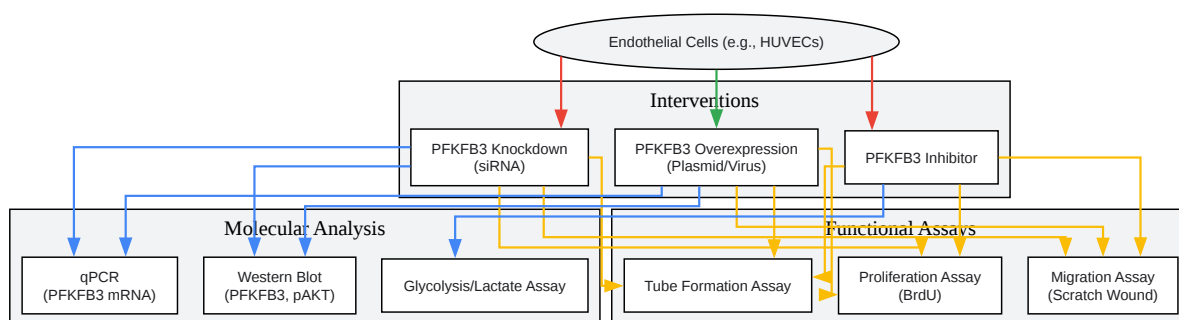 Endothelial Cells (e.g., HUVECs)
Interventions
PFKFB3 Knockdown
(siRNA)
PFKFB3 Overexpression
(Plasmid/Virus)
PFKFB3 Inhibitor
Molecular Analysis
Functional Assays
qPCR
(PFKFB3 mRNA)
Western Blot
(PFKFB3, pAKT)
Glycolysis/Lactate Assay
Tube Formation Assay
Proliferation Assay
(BrdU)
Migration Assay
(Scratch Wound)